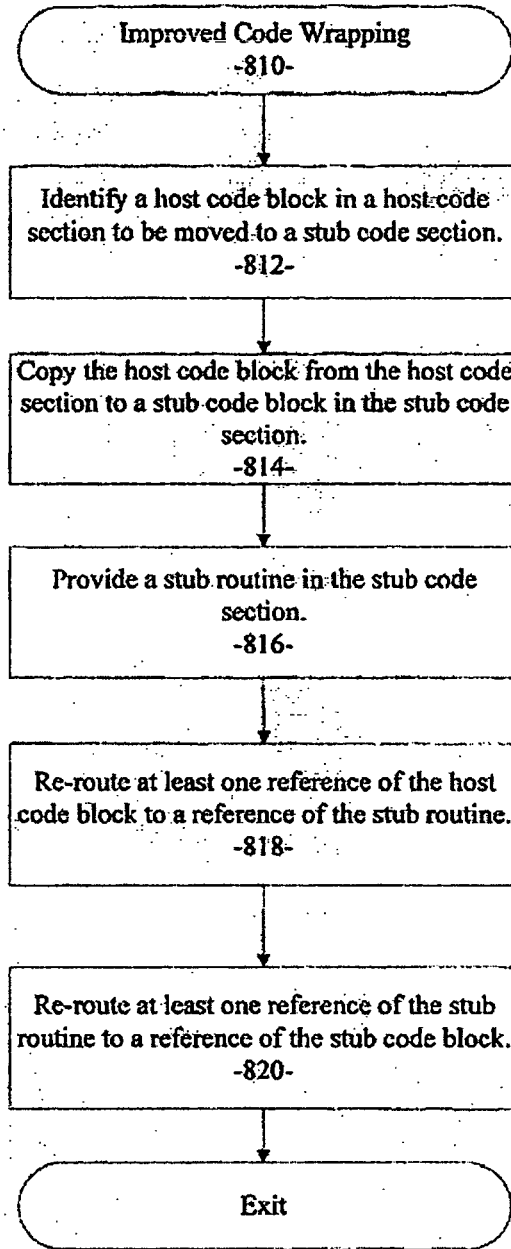 Improved Code Wrapping
-810-
Identify a host code block in a host code
section to be moved to a stub code section.
-812-
Copy the host code block from the host code
section to a stub code block in the stub code
section.
-814-
Provide a stub routine in the stub code
section.
-816-
Re-route at least one reference of the host
code block to a reference of the stub routine.
-818-
Re-route at least one reference of the stub
routine to a reference of the stub code block.
-820-
Exit